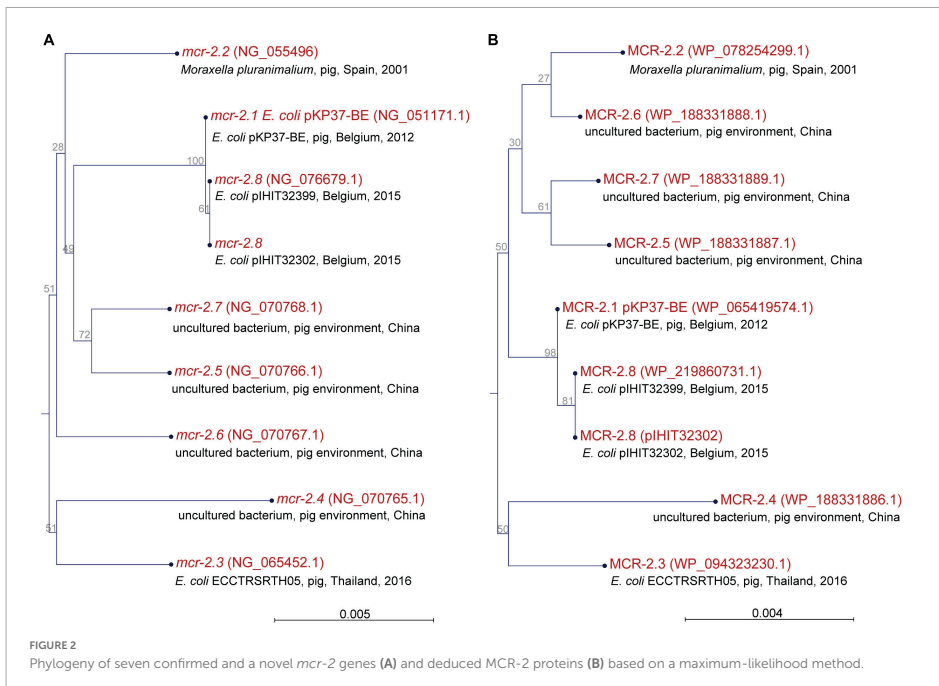 A
mcr-2.2 (NG_055496)
Moraxella pluranimalium, pig, Spain, 2001
mcr-2.1 E. coli pKP37-BE (NG_051171.1)
E. coli pKP37-BE, pig, Belgium, 2012
28
100
mcr-2.8 (NG_076679.1)
E. coli pIHIT32399, Belgium, 2015
61
mcr-2.8
E. coli pIHIT32302, Belgium, 2015
49
51
mcr-2.7 (NG_070768.1)
uncultured bacterium, pig environment, China
72
mcr-2.5 (NG_070766.1)
uncultured bacterium, pig environment, China
mcr-2.6 (NG_070767.1)
uncultured bacterium, pig environment, China
mcr-2.4 (NG_070765.1)
uncultured bacterium, pig environment, China
51
mcr-2.3 (NG_065452.1)
E. coli ECCTRSRTH05, pig, Thailand, 2016
0.005
B
MCR-2.2 (WP_078254299.1)
Moraxella pluranimalium, pig, Spain, 2001
27
MCR-2.6 (WP_188331888.1)
uncultured bacterium, pig environment, China
30
MCR-2.7 (WP_188331889.1)
uncultured bacterium, pig environment, China
61
MCR-2.5 (WP_188331887.1)
uncultured bacterium, pig environment, China
50
MCR-2.1 pKP37-BE (WP_065419574.1)
E. coli pKP37-BE, pig, Belgium, 2012
98
MCR-2.8 (WP_219860731.1)
E. coli pIHIT32399, Belgium, 2015
81
MCR-2.8 (pIHIT32302)
E. coli pIHIT32302, Belgium, 2015
MCR-2.4 (WP_188331886.1)
uncultured bacterium, pig environment, China
50
MCR-2.3 (WP_094323230.1)
E. coli ECCTRSRTH05, pig, Thailand, 2016
0.004
FIGURE 2
Phylogeny of seven confirmed and a novel mcr-2 genes (A) and deduced MCR-2 proteins (B) based on a maximum-likelihood method.